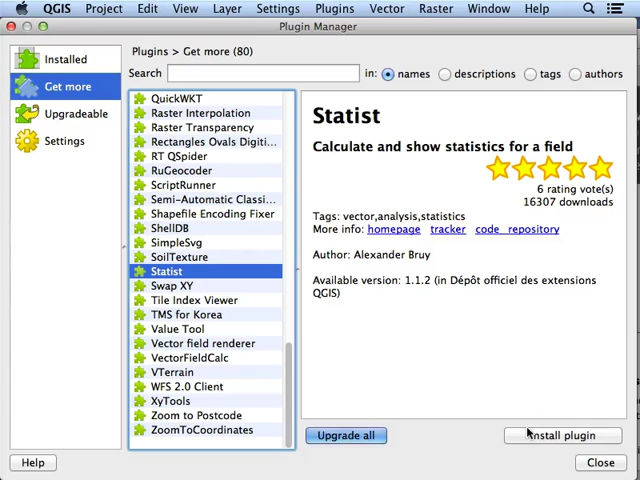 QGIS Project Edit View Layer Settings Plugins Vector Raster Window Help
Plugin Manager
Installed
Get more
Upgradeable
Settings
Plugins > Get more (80)
Search in: names descriptions tags authors
QuickWKT
Raster Interpolation
Raster Transparency
Rectangles Ovals Digiti...
RT QSpider
RuGeocoder
ScriptRunner
Semi-Automatic Classi...
Shapefile Encoding Fixer
ShellDB
SimpleSvg
SoilTexture
Statist
Swap XY
Tile Index Viewer
TMS for Korea
Value Tool
Vector field renderer
VectorFieldCalc
VTerrain
WFS 2.0 Client
XyTools
Zoom to Postcode
ZoomToCoordinates
Statist
Calculate and show statistics for a field
6 rating vote(s)
16307 downloads
Tags: vector,analysis,statistics
More info: homepage tracker code_repository
Author: Alexander Bruy
Available version: 1.1.2 (in Dépôt officiel des extensions
QGIS)
Upgrade all
Install plugin
Help
Close